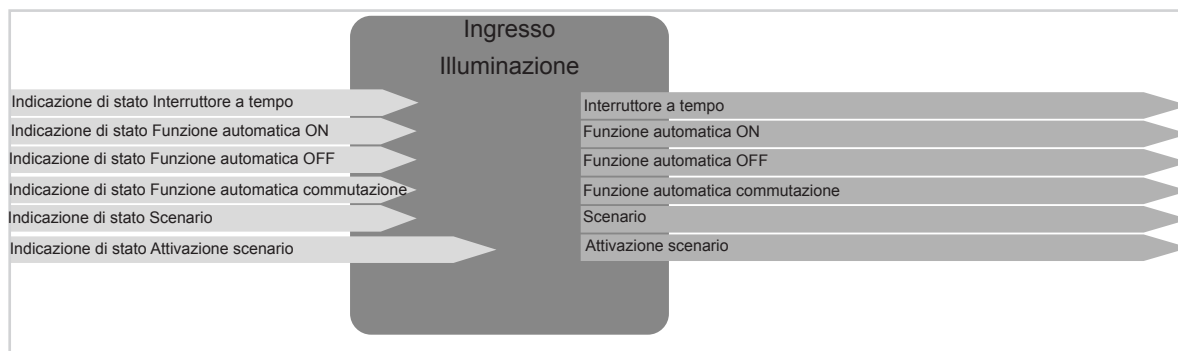 Ingresso
Illuminazione
Indicazione di stato Interruttore a tempo
Interruttore a tempo
Indicazione di stato Funzione automatica ON
Funzione automatica ON
Indicazione di stato Funzione automatica OFF
Funzione automatica OFF
Indicazione di stato Funzione automatica commutazione
Funzione automatica commutazione
Indicazione di stato Scenario
Scenario
Indicazione di stato Attivazione scenario
Attivazione scenario